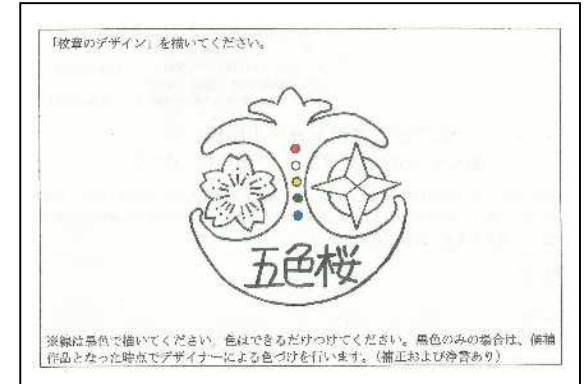 「校章のデザイン」を描いてください。
五色桜
※線は黒色で描いてください。色はできるだけつけてください。黒色のみの場合は、候補
作品となった時点でデザイナーによる色づけを行います。（補正および浄書あり）